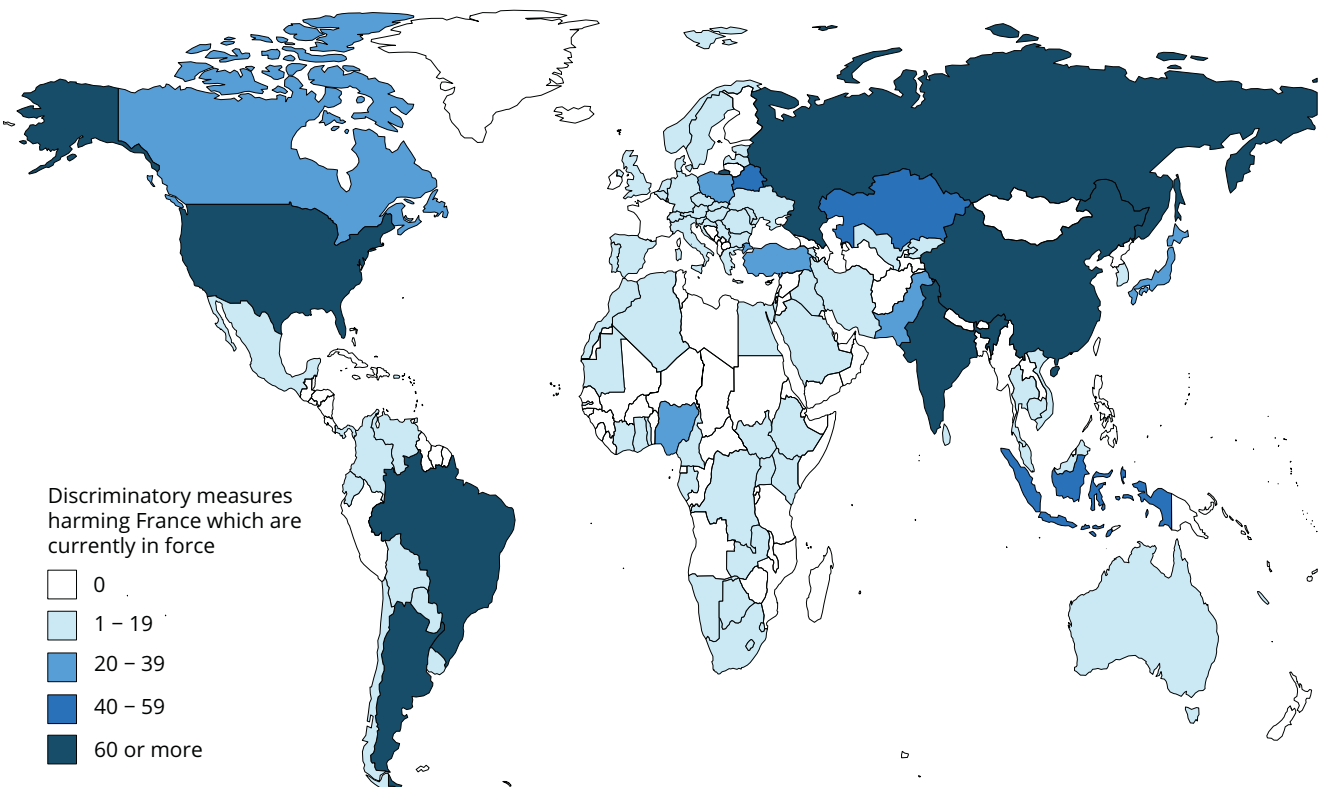 Discriminatory measures
harming France which are
currently in force
0
1 – 19
20 – 39
40 – 59
60 or more